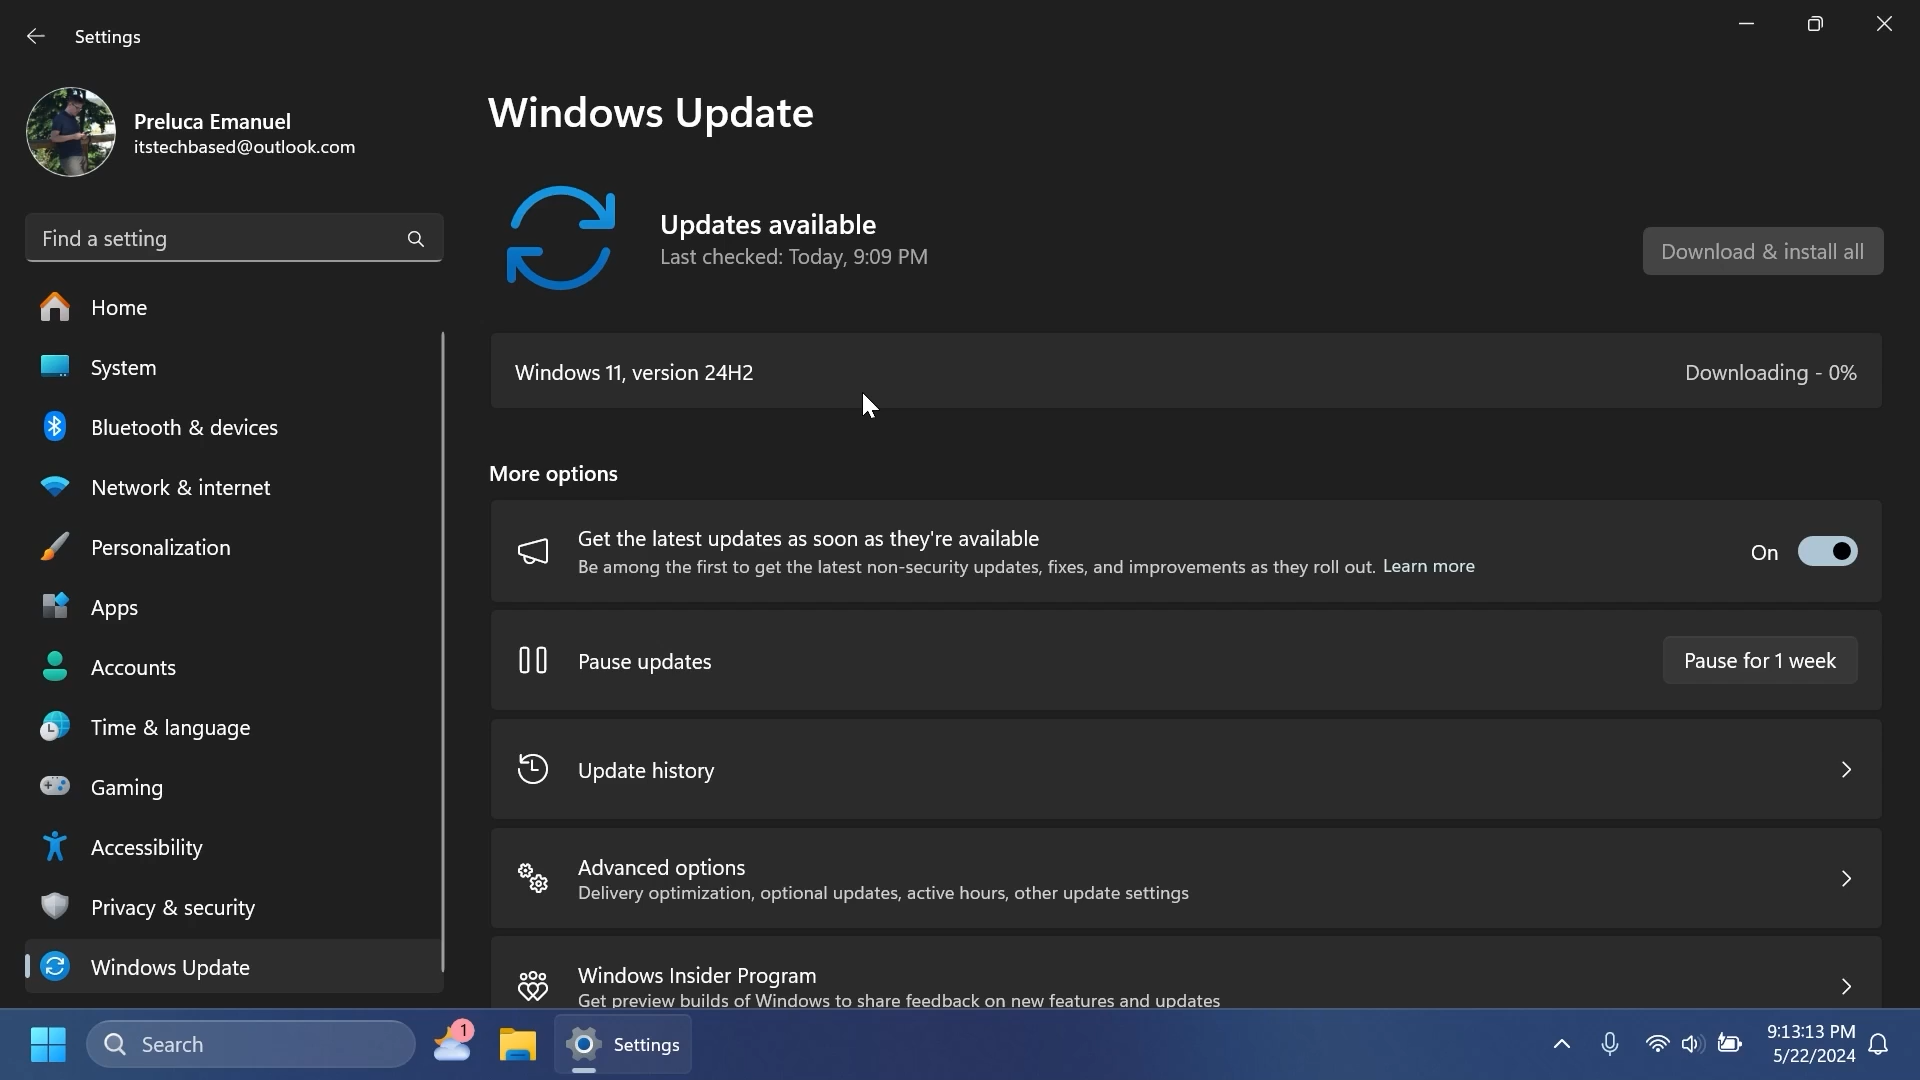 Settings
Preluca Emanuel
itstechbased@outlook.com
Find a setting
Home
System
Bluetooth & devices
Network & internet
Personalization
Apps
Accounts
Time & language
Gaming
Accessibility
Privacy & security
Windows Update
Windows Update
Updates available
Last checked: Today, 9:09 PM
Download & install all
Windows 11, version 24H2
Downloading - 0%
More options
Get the latest updates as soon as they're available
Be among the first to get the latest non-security updates, fixes, and improvements as they roll out. Learn more
On
Pause updates
Pause for 1 week
Update history
Advanced options
Delivery optimization, optional updates, active hours, other update settings
Windows Insider Program
Get preview builds of Windows to share feedback on new features and updates
Search
1
Settings
9:13:13 PM
5/22/2024